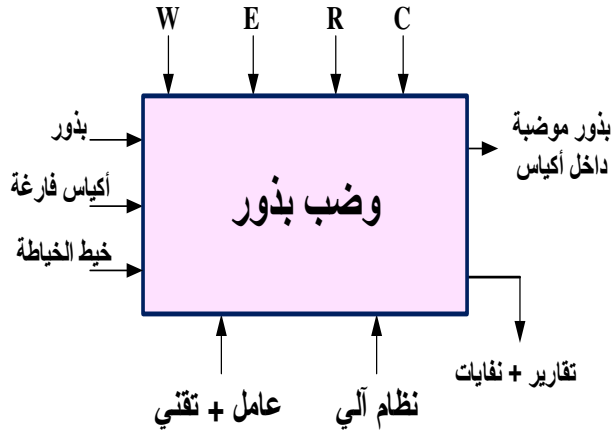 W E R C
بذور
أكياس فارغة
خيط الخياطة
وضب بذور
بذور موضبة
داخل أكياس
تقارير + نفايات
عامل + تقني
نظام آلي